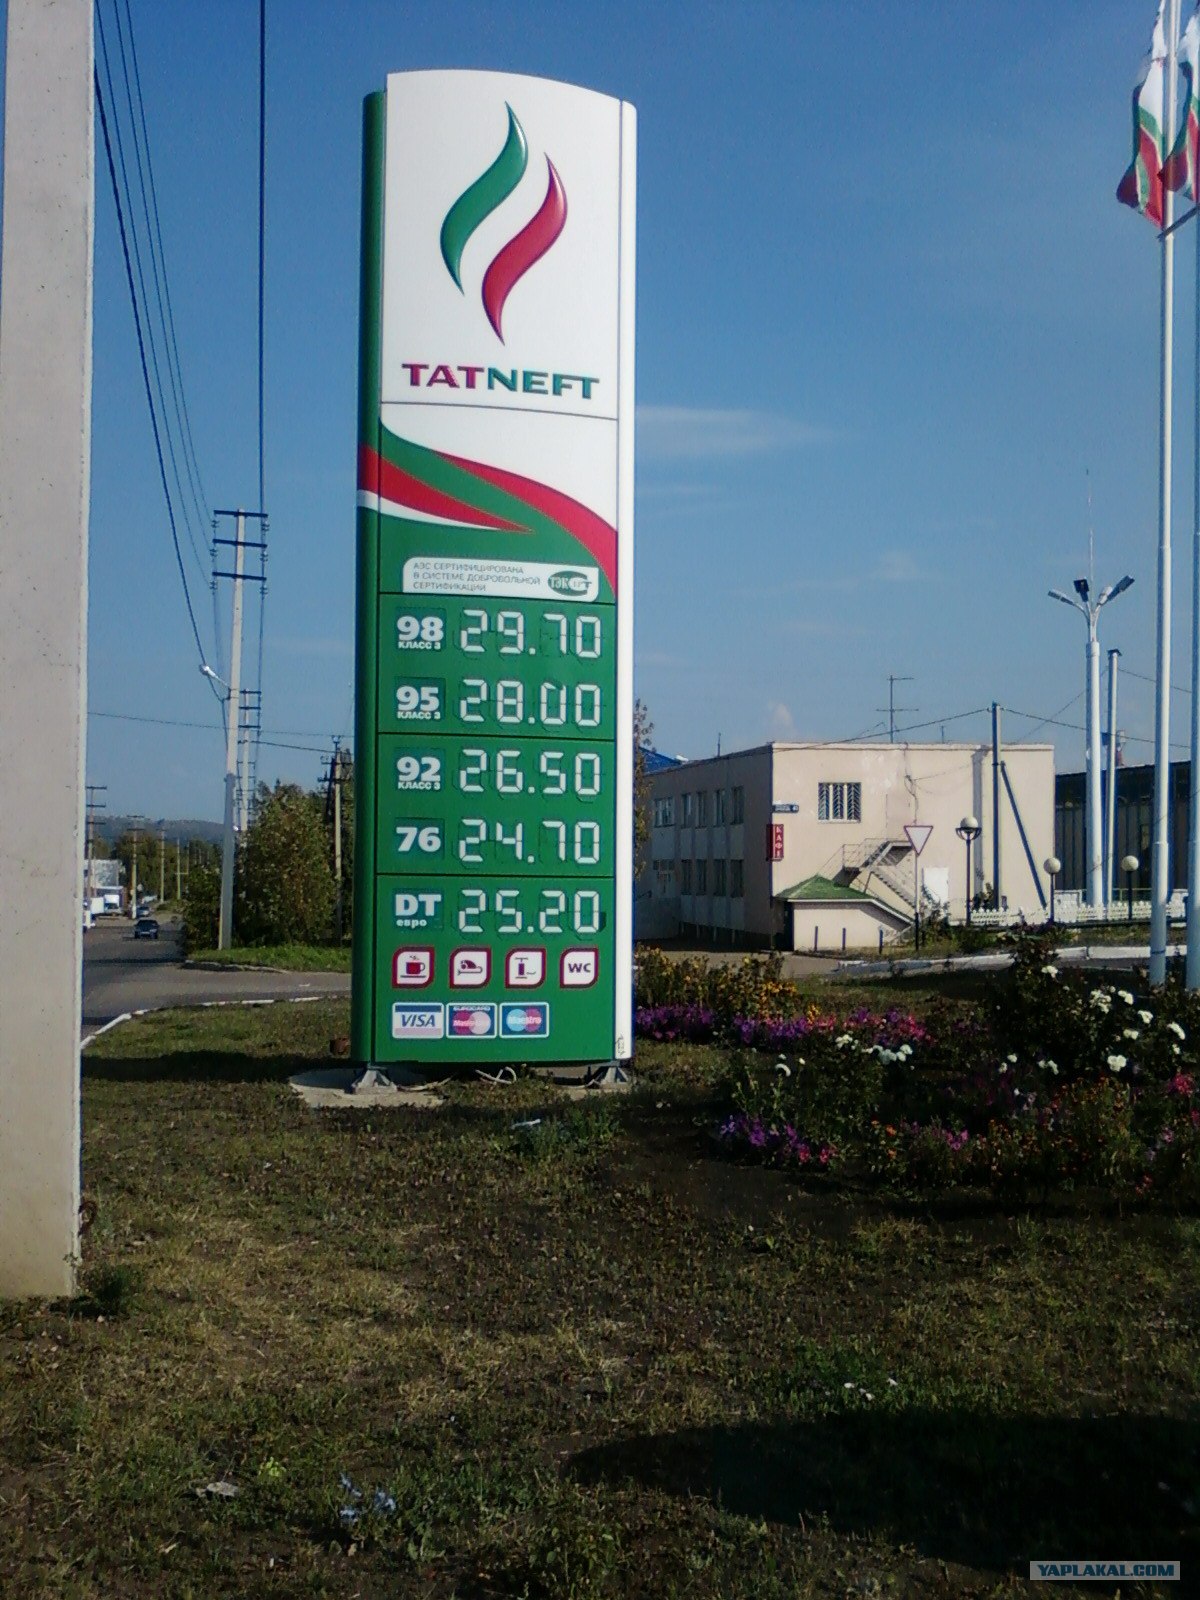 TATNEFT
АЗС СЕРТИФИЦИРОВАНА
В СИСТЕМЕ ДОБРОВОЛЬНОЙ
СЕРТИФИКАЦИИ
98 29.70
КЛАСС 3
95 28.00
КЛАСС 3
92 26.50
КЛАСС 3
76 24.70
DT 25.20
евро
WC
VISA Maestro
КАФЕ
YAPLAKAL.COM